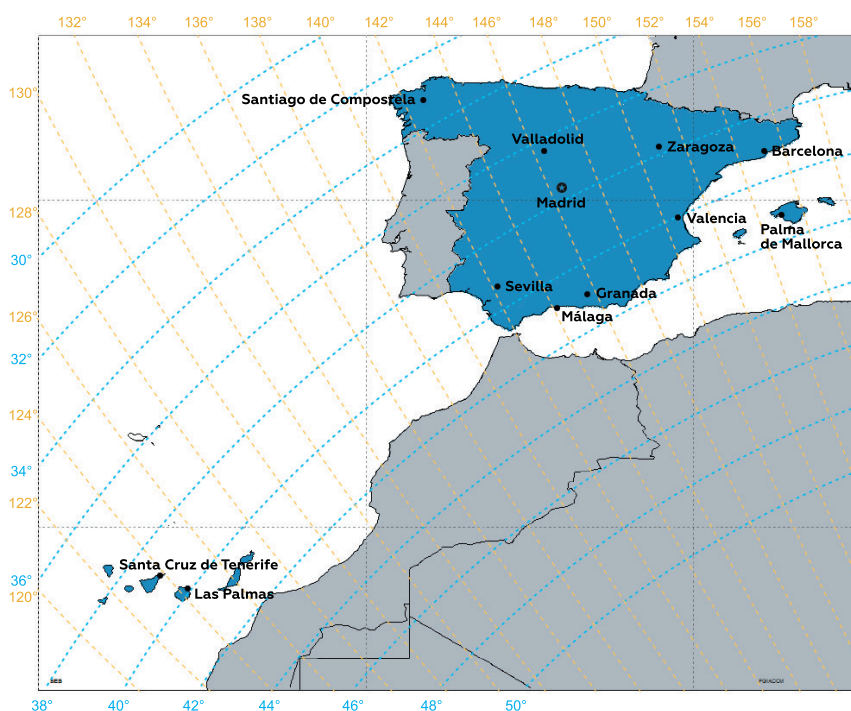 132° 134° 136° 138° 140° 142° 144° 146° 148° 150° 152° 154° 156° 158°
130°
Santiago de Compostela
Valladolid
Zaragoza
Barcelona
Madrid
128°
Valencia
Palma
de Mallorca
30°
Sevilla
Granada
Málaga
126°
32°
124°
34°
122°
Santa Cruz de Tenerife
36°
Las Palmas
120°
38° 40° 42° 44° 46° 48° 50°